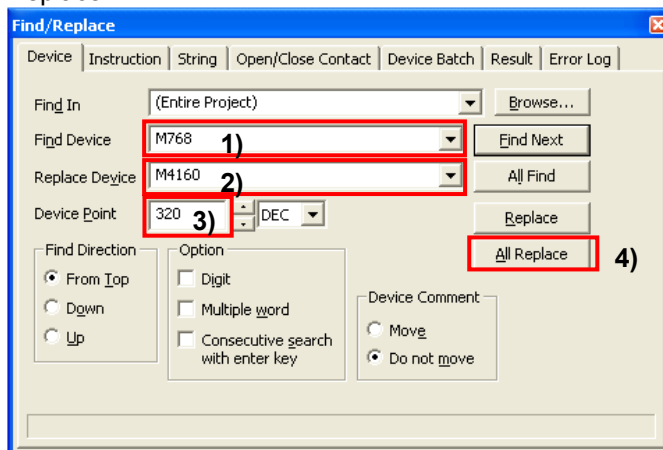 Find/Replace
Device Instruction String Open/Close Contact Device Batch Result Error Log
Find In (Entire Project) Browse...
Find Device M768 1) Find Next
Replace Device M4160 2) All Find
Device Point 320 3) DEC Replace
All Replace 4)
Find Direction
From Top
Down
Up
Option
Digit
Multiple word
Consecutive search
with enter key
Device Comment
Move
Do not move